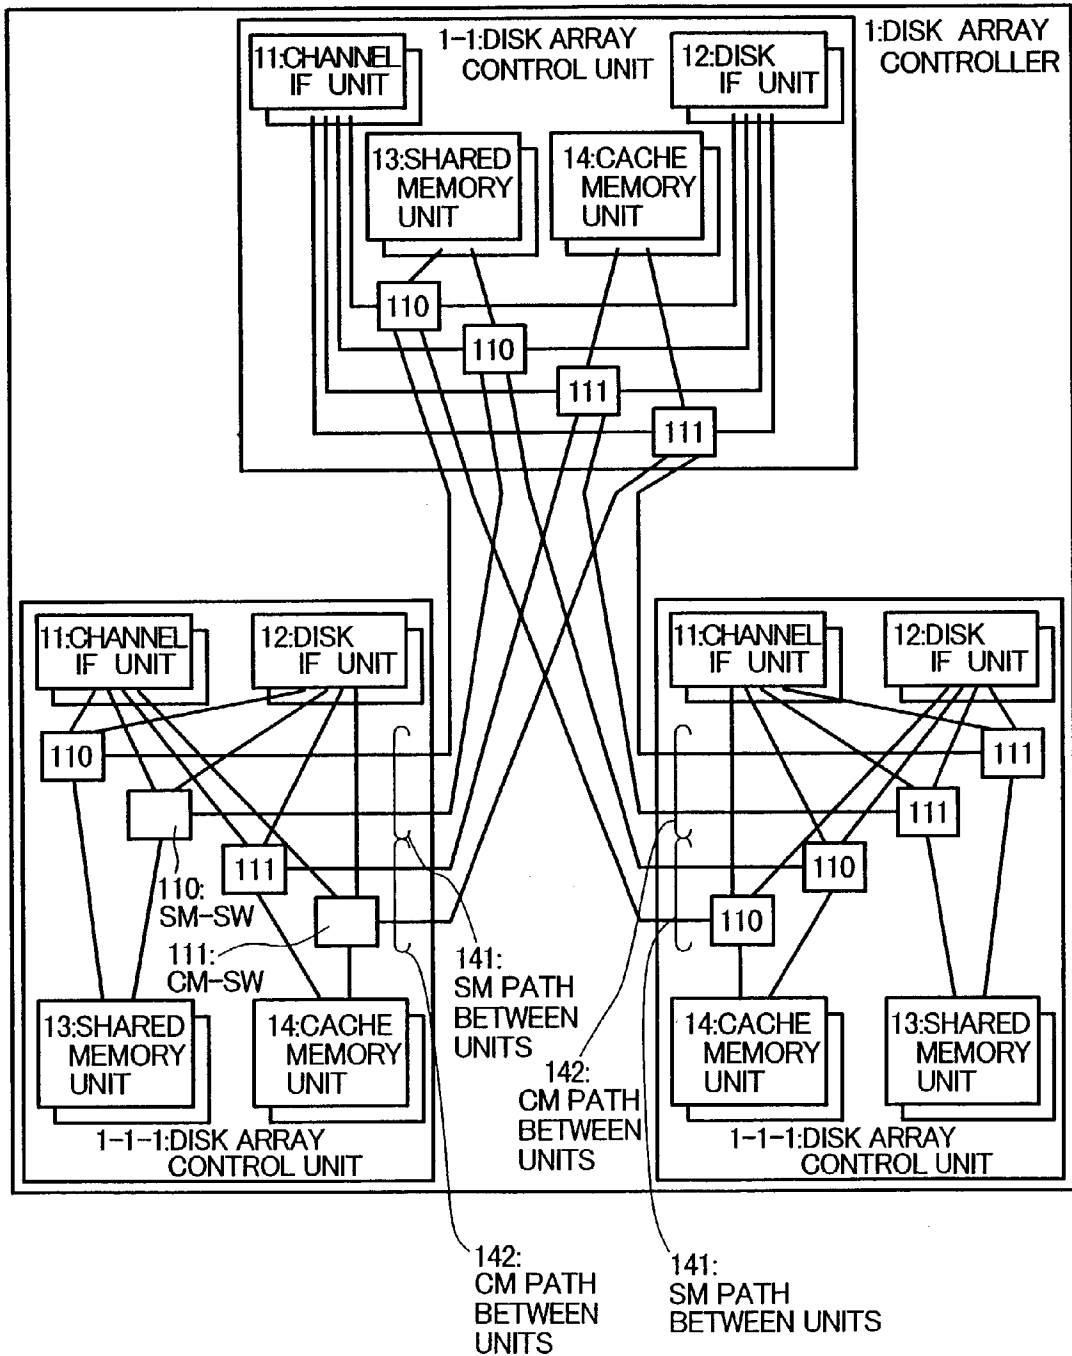 1-1:DISK ARRAY
CONTROL UNIT
1:DISK ARRAY
CONTROLLER
11:CHANNEL
IF UNIT
12:DISK
IF UNIT
13:SHARED
MEMORY
UNIT
14:CACHE
MEMORY
UNIT
110
110
111
111
11:CHANNEL
IF UNIT
12:DISK
IF UNIT
110
111
110:
SM-SW
111:
CM-SW
13:SHARED
MEMORY
UNIT
14:CACHE
MEMORY
UNIT
1-1-1:DISK ARRAY
CONTROL UNIT
141:
SM PATH
BETWEEN
UNITS
142:
CM PATH
BETWEEN
UNITS
11:CHANNEL
IF UNIT
12:DISK
IF UNIT
111
111
110
110
14:CACHE
MEMORY
UNIT
13:SHARED
MEMORY
UNIT
1-1-1:DISK ARRAY
CONTROL UNIT
142:
CM PATH
BETWEEN
UNITS
141:
SM PATH
BETWEEN UNITS